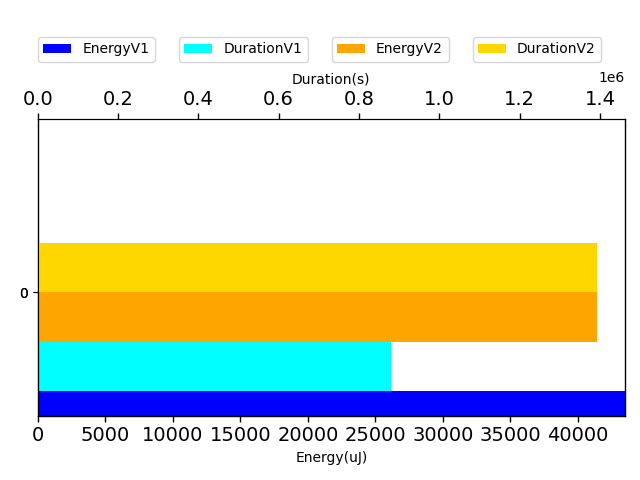 EnergyV1 DurationV1 EnergyV2 DurationV2
Duration(s)
1e6
0.0 0.2 0.4 0.6 0.8 1.0 1.2 1.4
0
0 5000 10000 15000 20000 25000 30000 35000 40000
Energy(uJ)